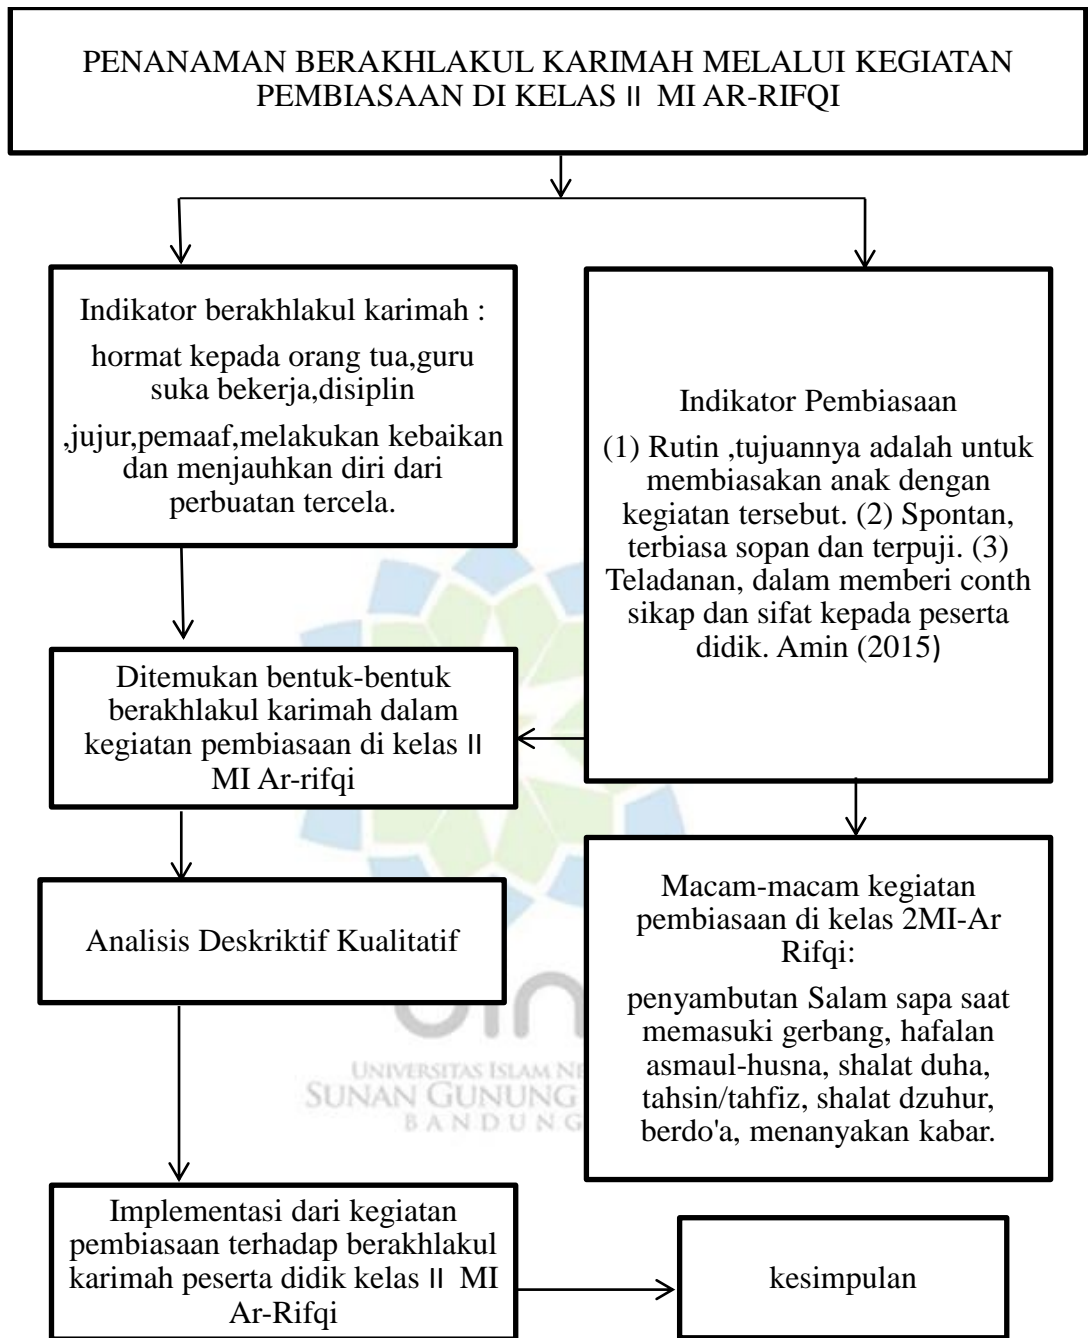 PENANAMAN BERAKHLAKUL KARIMAH MELALUI KEGIATAN
PEMBIASAAN DI KELAS II MI AR-RIFQI
Indikator berakhlakul karimah :
hormat kepada orang tua,guru
suka bekerja,disiplin
,jujur,pemaaf,melakukan kebaikan
dan menjauhkan diri dari
perbuatan tercela.
Indikator Pembiasaan
(1) Rutin ,tujuannya adalah untuk
membiasakan anak dengan
kegiatan tersebut. (2) Spontan,
terbiasa sopan dan terpuji. (3)
Teladanan, dalam memberi conth
sikap dan sifat kepada peserta
didik. Amin (2015)
Ditemukan bentuk-bentuk
berakhlakul karimah dalam
kegiatan pembiasaan di kelas II
MI Ar-rifqi
Analisis Deskriktif Kualitatif
Macam-macam kegiatan
pembiasaan di kelas 2MI-Ar
Rifqi:
penyambutan Salam sapa saat
memasuki gerbang, hafalan
asmaul-husna, shalat duha,
tahsin/tahfiz, shalat dzuhur,
berdo'a, menanyakan kabar.
UNIVERSITAS ISLAM
SUNAN GUNUNG
BANDUNG
Implementasi dari kegiatan
pembiasaan terhadap berakhlakul
karimah peserta didik kelas II MI
Ar-Rifqi
kesimpulan